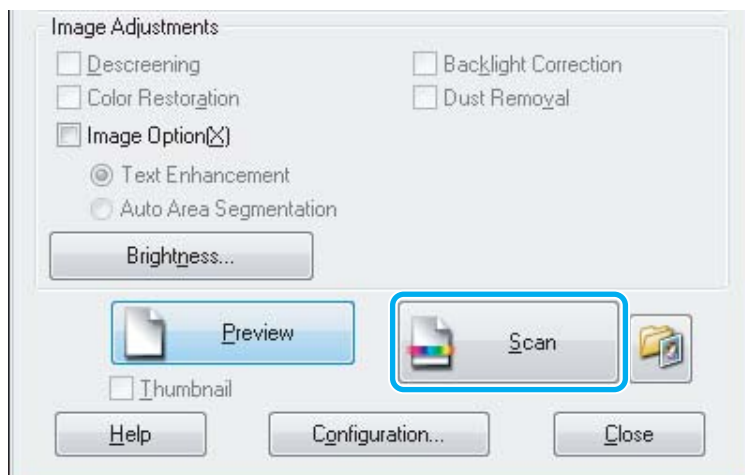 Image Adjustments
Descreening
Backlight Correction
Color Restoration
Dust Removal
Image Option(X)
Text Enhancement
Auto Area Segmentation
Brightness...
Preview
Scan
Thumbnail
Help
Configuration...
Close